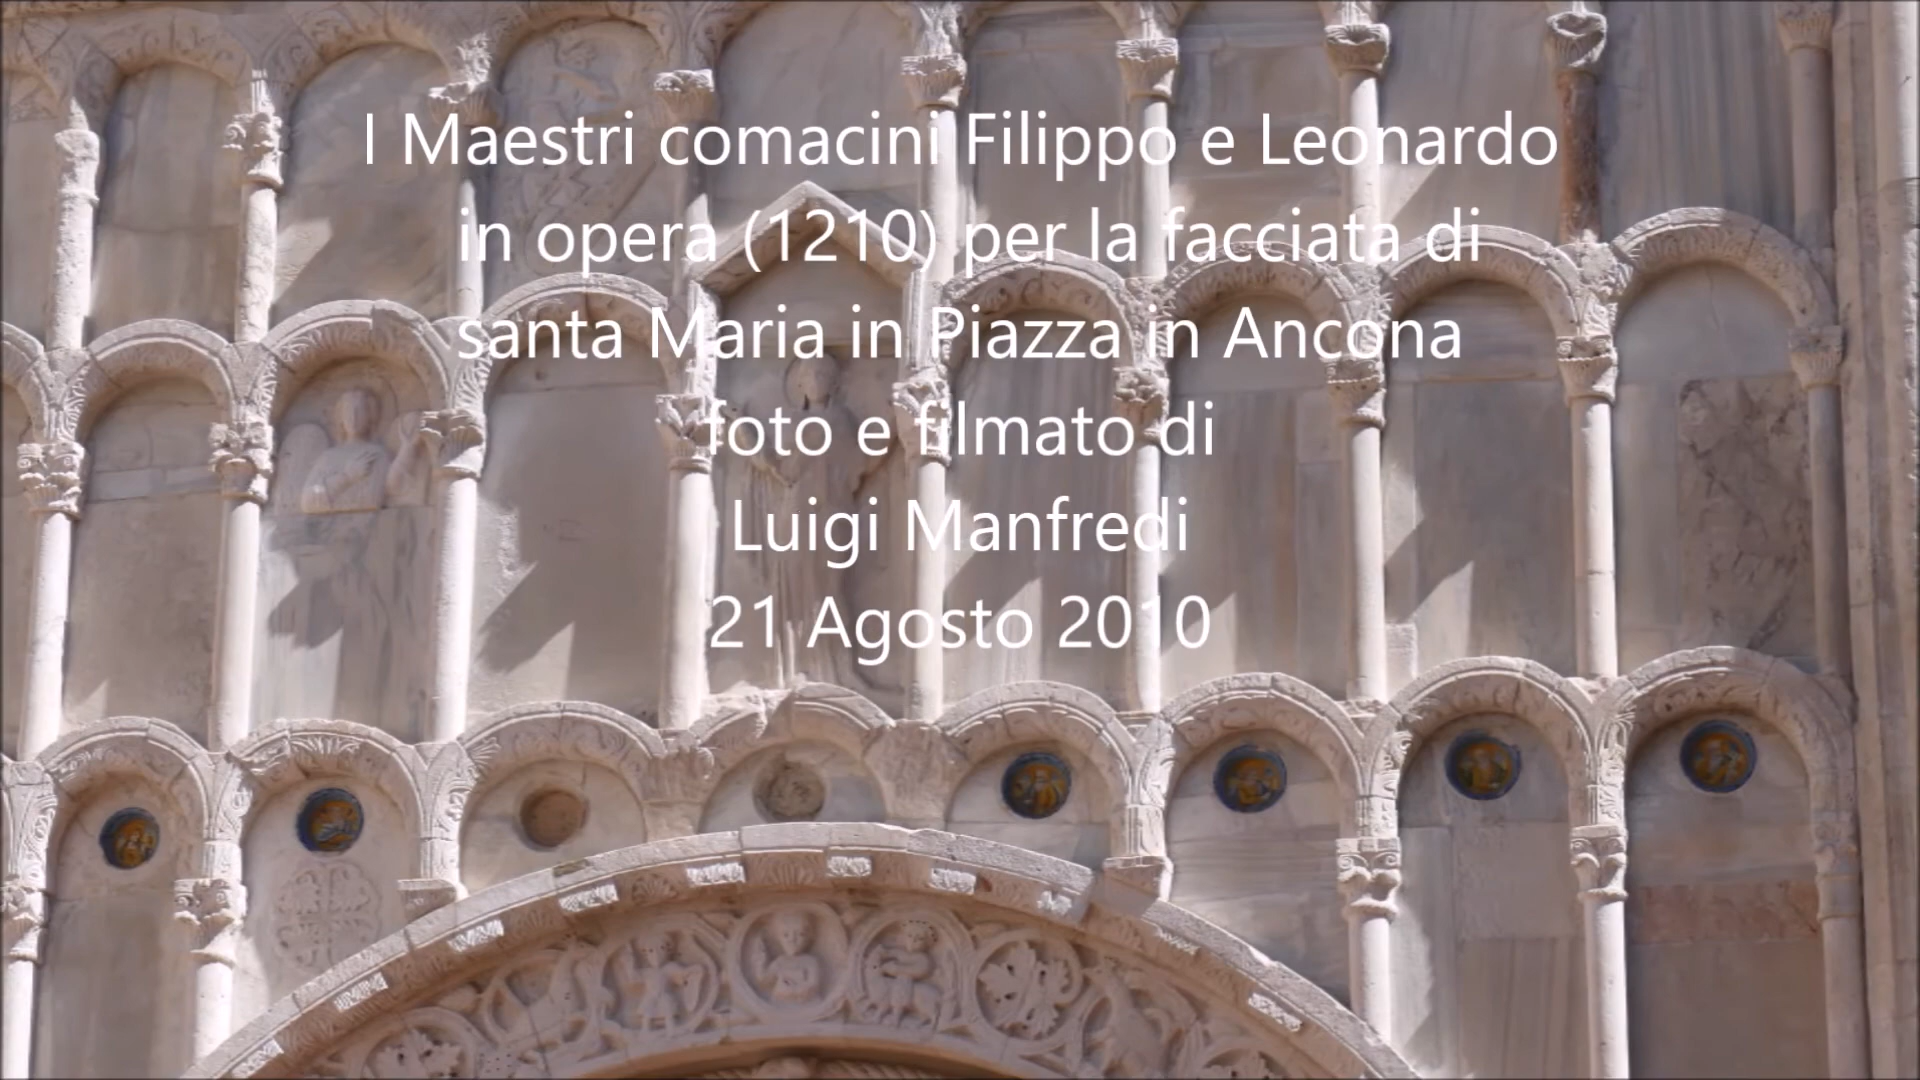 I Maestri comacini Filippo e Leonardo
in opera (1210) per la facciata di
santa Maria in Piazza in Ancona
foto e filmato di
Luigi Manfredi
21 Agosto 2010